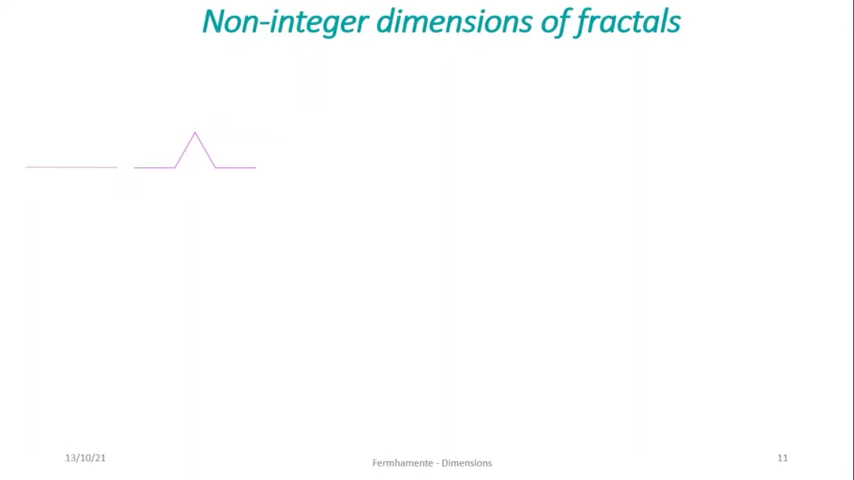 Non-integer dimensions of fractals
13/10/21
Fermhamente - Dimensions
11